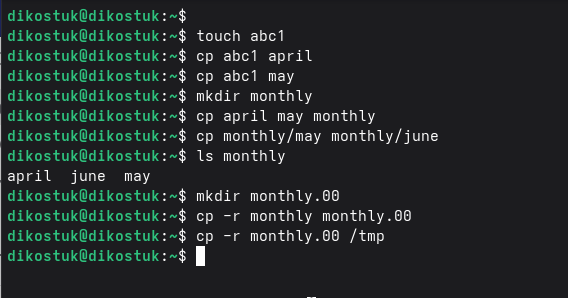 dikostuk@dikostuk:~$
dikostuk@dikostuk:~$ touch abc1
dikostuk@dikostuk:~$ cp abc1 april
dikostuk@dikostuk:~$ cp abc1 may
dikostuk@dikostuk:~$ mkdir monthly
dikostuk@dikostuk:~$ cp april may monthly
dikostuk@dikostuk:~$ cp monthly/may monthly/june
dikostuk@dikostuk:~$ ls monthly
april  june  may
dikostuk@dikostuk:~$ mkdir monthly.00
dikostuk@dikostuk:~$ cp -r monthly monthly.00
dikostuk@dikostuk:~$ cp -r monthly.00 /tmp
dikostuk@dikostuk:~$